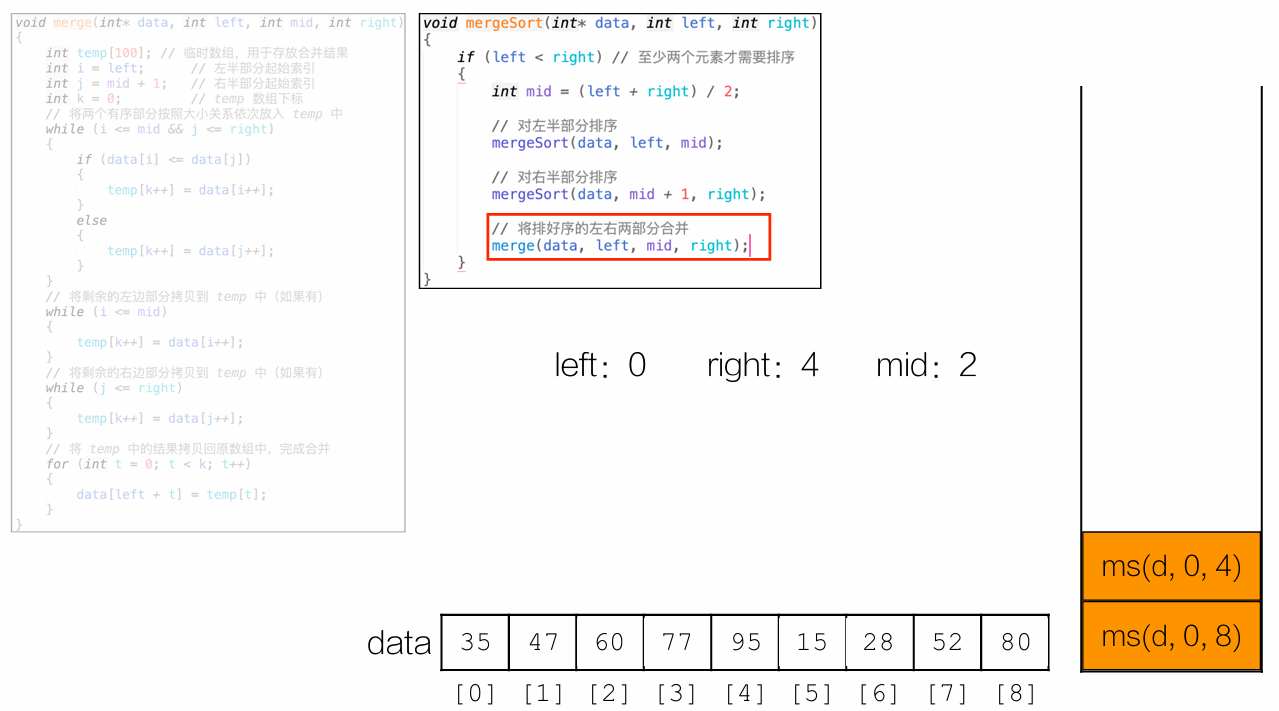 void merge(int* data, int left, int mid, int right)
{
    int temp[100]; // 临时数组，用于存放合并结果
    int i = left;      // 左半部分起始索引
    int j = mid + 1;   // 右半部分起始索引
    int k = 0;         // temp 数组下标
    // 将两个有序部分按照大小关系依次放入 temp 中
    while (i <= mid && j <= right)
    {
        if (data[i] <= data[j])
        {
            temp[k++] = data[i++];
        }
        else
        {
            temp[k++] = data[j++];
        }
    }
    // 将剩余的左边部分拷贝到 temp 中（如果有）
    while (i <= mid)
    {
        temp[k++] = data[i++];
    }
    // 将剩余的右边部分拷贝到 temp 中（如果有）
    while (j <= right)
    {
        temp[k++] = data[j++];
    }
    // 将 temp 中的结果拷贝回原数组中，完成合并
    for (int t = 0; t < k; t++)
    {
        data[left + t] = temp[t];
    }
}
void mergeSort(int* data, int left, int right)
{
    if (left < right) // 至少两个元素才需要排序
    {
        int mid = (left + right) / 2;

        // 对左半部分排序
        mergeSort(data, left, mid);

        // 对右半部分排序
        mergeSort(data, mid + 1, right);

        // 将排好序的左右两部分合并
        merge(data, left, mid, right);
    }
}
left：0 right：4 mid：2
ms(d, 0, 4)
ms(d, 0, 8)
data 35 47 60 77 95 15 28 52 80
[0] [1] [2] [3] [4] [5] [6] [7] [8]